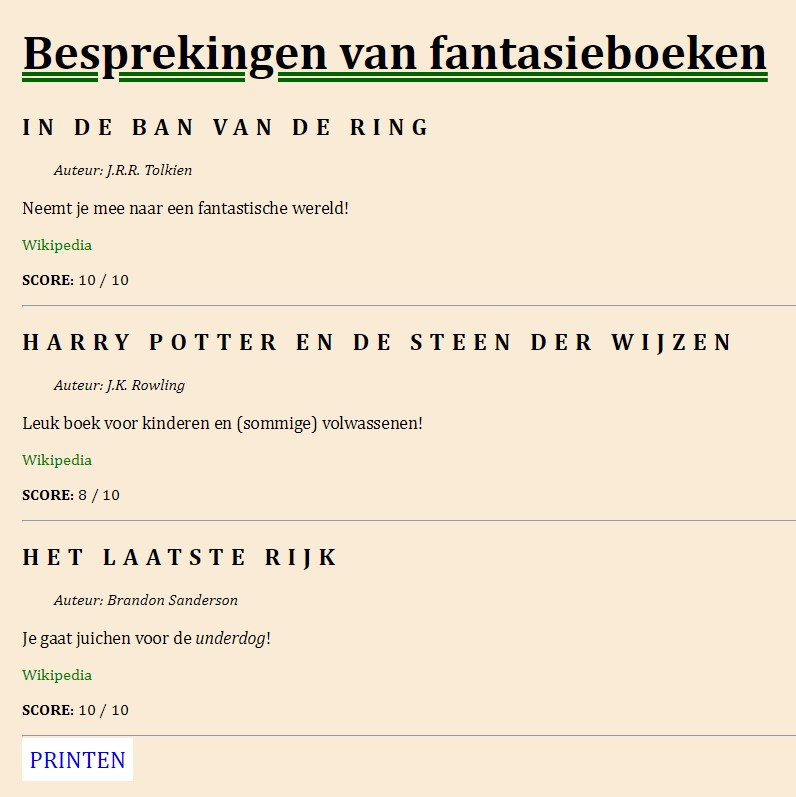 Besprekingen van fantasieboeken
IN DE BAN VAN DE RING
Auteur: J.R.R. Tolkien
Neemt je mee naar een fantastische wereld!
Wikipedia
SCORE: 10 / 10
HARRY POTTER EN DE STEEN DER WIJZEN
Auteur: J.K. Rowling
Leuk boek voor kinderen en (sommige) volwassenen!
Wikipedia
SCORE: 8 / 10
HET LAATSTE RIJK
Auteur: Brandon Sanderson
Je gaat juichen voor de underdog!
Wikipedia
SCORE: 10 / 10
PRINTEN